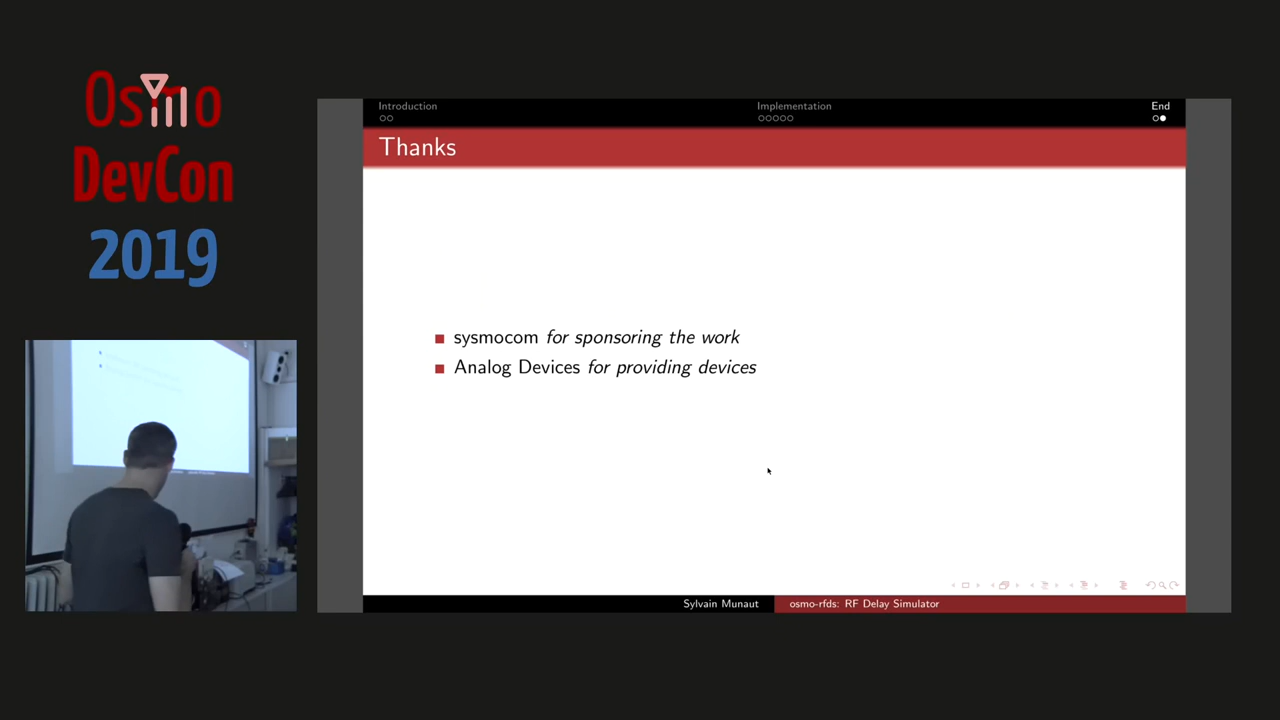 Osmo
DevCon
2019
Introduction
Implementation
End
Thanks
sysmocom for sponsoring the work
Analog Devices for providing devices
Sylvain Munaut
osmo-rfds: RF Delay Simulator